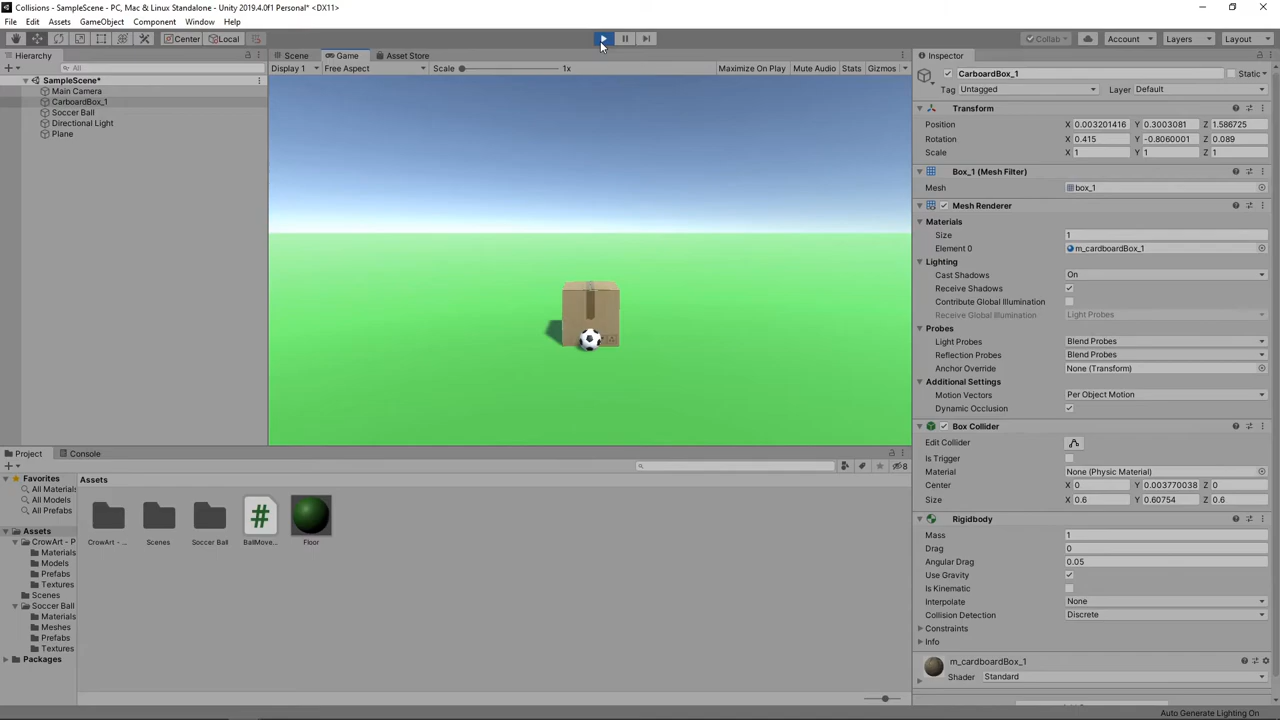 Collisions - SampleScene - PC, Mac & Linux Standalone - Unity 2019.4.0f1 Personal* <DX11>
File Edit Assets GameObject Component Window Help
Center Local Collab Account Layers Layout
Hierarchy
All
SampleScene*
Main Camera
CarboardBox_1
Soccer Ball
Directional Light
Plane
Scene Game Asset Store
Display 1 Free Aspect Scale 1x Maximize On Play Mute Audio Stats Gizmos
Inspector
CarboardBox_1 Static
Tag Untagged Layer Default
Transform
Position X 0.003201416 Y 0.3003081 Z 1.586725
Rotation X 0.415 Y -0.8060001 Z 0.089
Scale X 1 Y 1 Z 1
Box_1 (Mesh Filter)
Mesh box_1
Mesh Renderer
Materials
Size 1
Element 0 m_cardboardBox_1
Lighting
Cast Shadows On
Receive Shadows
Contribute Global Illumination
Receive Global Illumination Light Probes
Probes
Light Probes Blend Probes
Reflection Probes Blend Probes
Anchor Override None (Transform)
Additional Settings
Motion Vectors Per Object Motion
Dynamic Occlusion
Box Collider
Edit Collider
Is Trigger
Material None (Physic Material)
Center X 0 Y 0.003770038 Z 0
Size X 0.6 Y 0.60754 Z 0.6
Rigidbody
Mass 1
Drag 0
Angular Drag 0.05
Use Gravity
Is Kinematic
Interpolate None
Collision Detection Discrete
Constraints
Info
m_cardboardBox_1
Shader Standard
Project Console
8
Favorites
All Materials
All Models
All Prefabs
Assets
CrowArt - P
Materials
Models
Prefabs
Textures
Scenes
Soccer Ball
Materials
Meshes
Prefabs
Textures
Packages
Assets
CrowArt - ... Scenes Soccer Ball BallMove... Floor
Auto Generate Lighting On